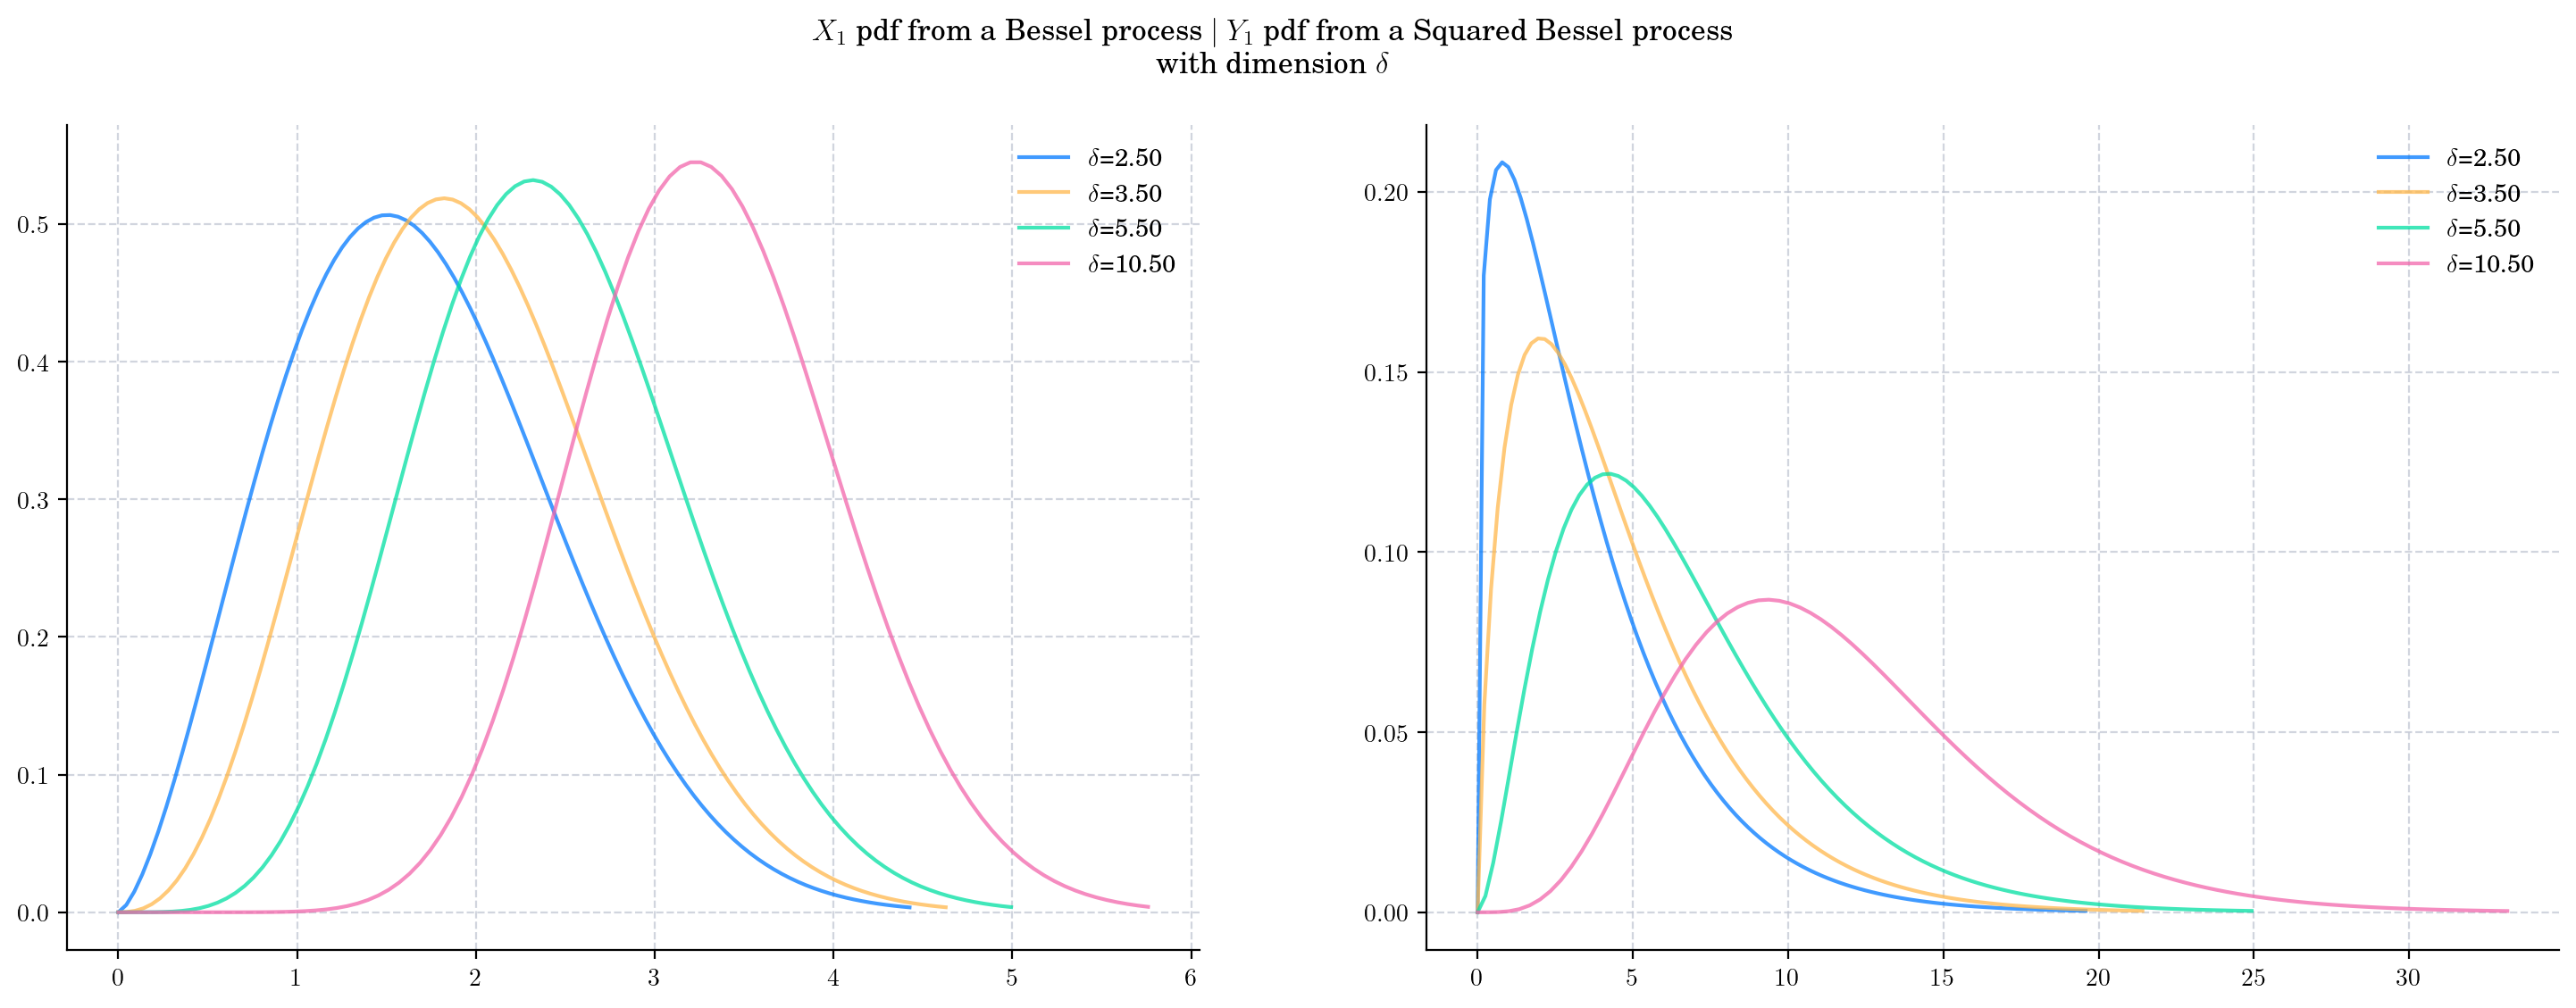 X₁ pdf from a Bessel process | Y₁ pdf from a Squared Bessel process
with dimension δ
0.5
0.4
0.3
0.2
0.1
0.0
0 1 2 3 4 5 6
δ=2.50
δ=3.50
δ=5.50
δ=10.50
0.20
0.15
0.10
0.05
0.00
0 5 10 15 20 25 30
δ=2.50
δ=3.50
δ=5.50
δ=10.50